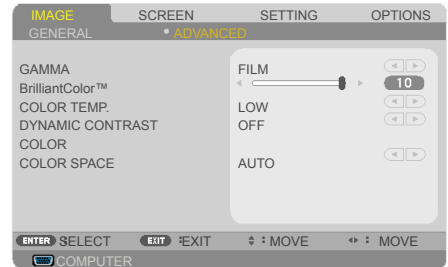 IMAGE SCREEN SETTING OPTIONS
GENERAL • ADVANCED
GAMMA FILM
BrilliantColor™ 10
COLOR TEMP. LOW
DYNAMIC CONTRAST OFF
COLOR
COLOR SPACE AUTO
ENTER SELECT EXIT :EXIT : MOVE : MOVE
COMPUTER